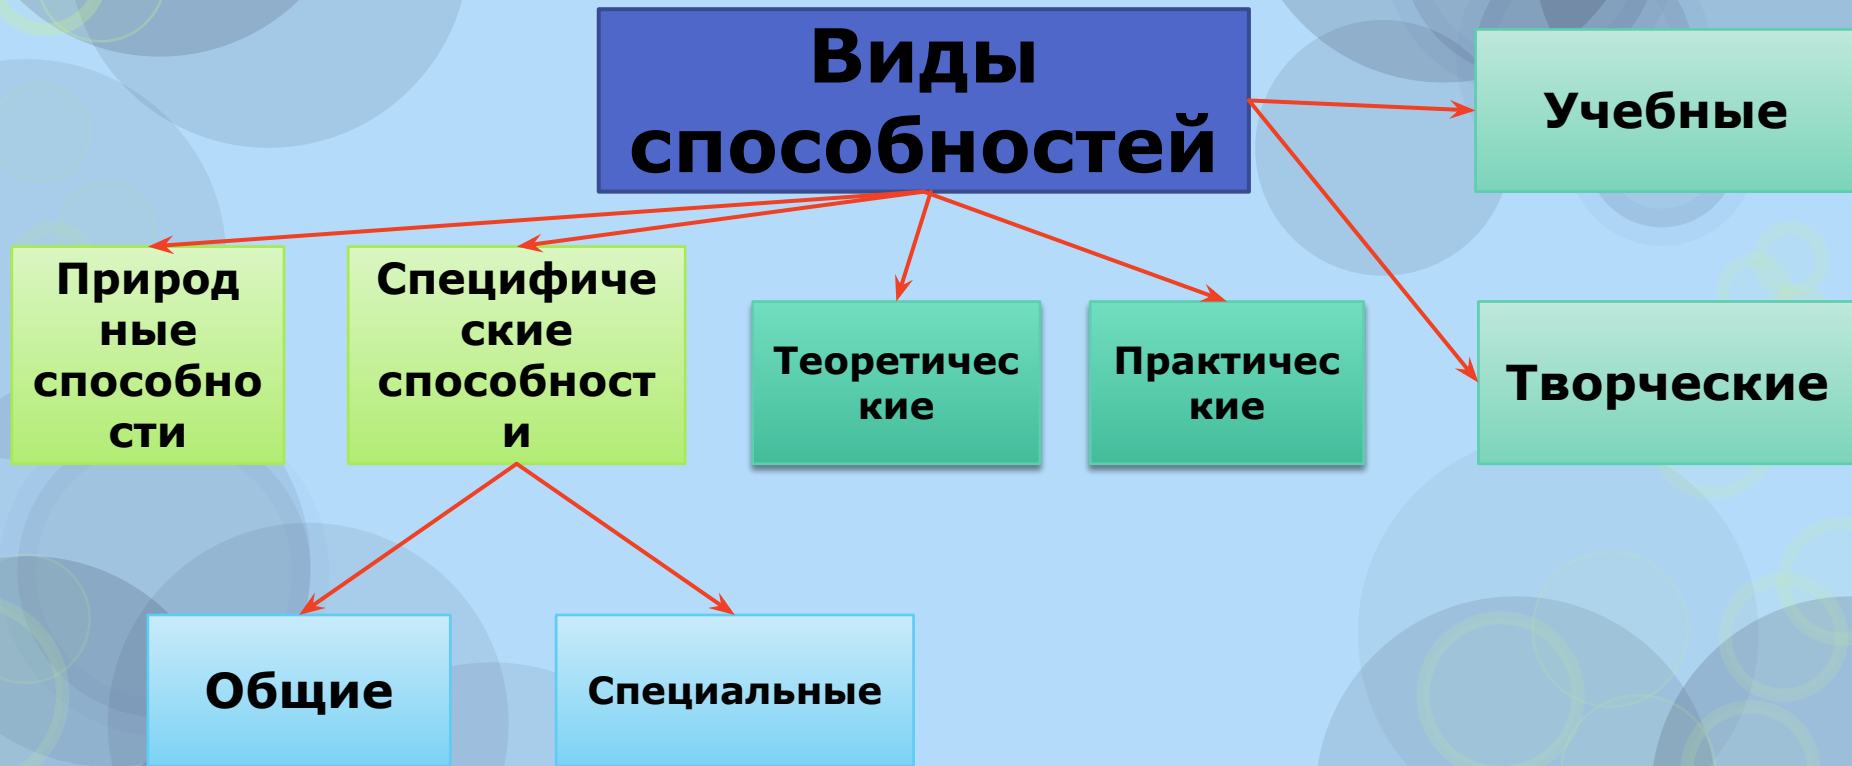 Виды
способностей
Учебные
Природ
ные
способно
сти
Специфиче
ские
способност
и
Теоретичес
кие
Практичес
кие
Творческие
Общие
Специальные